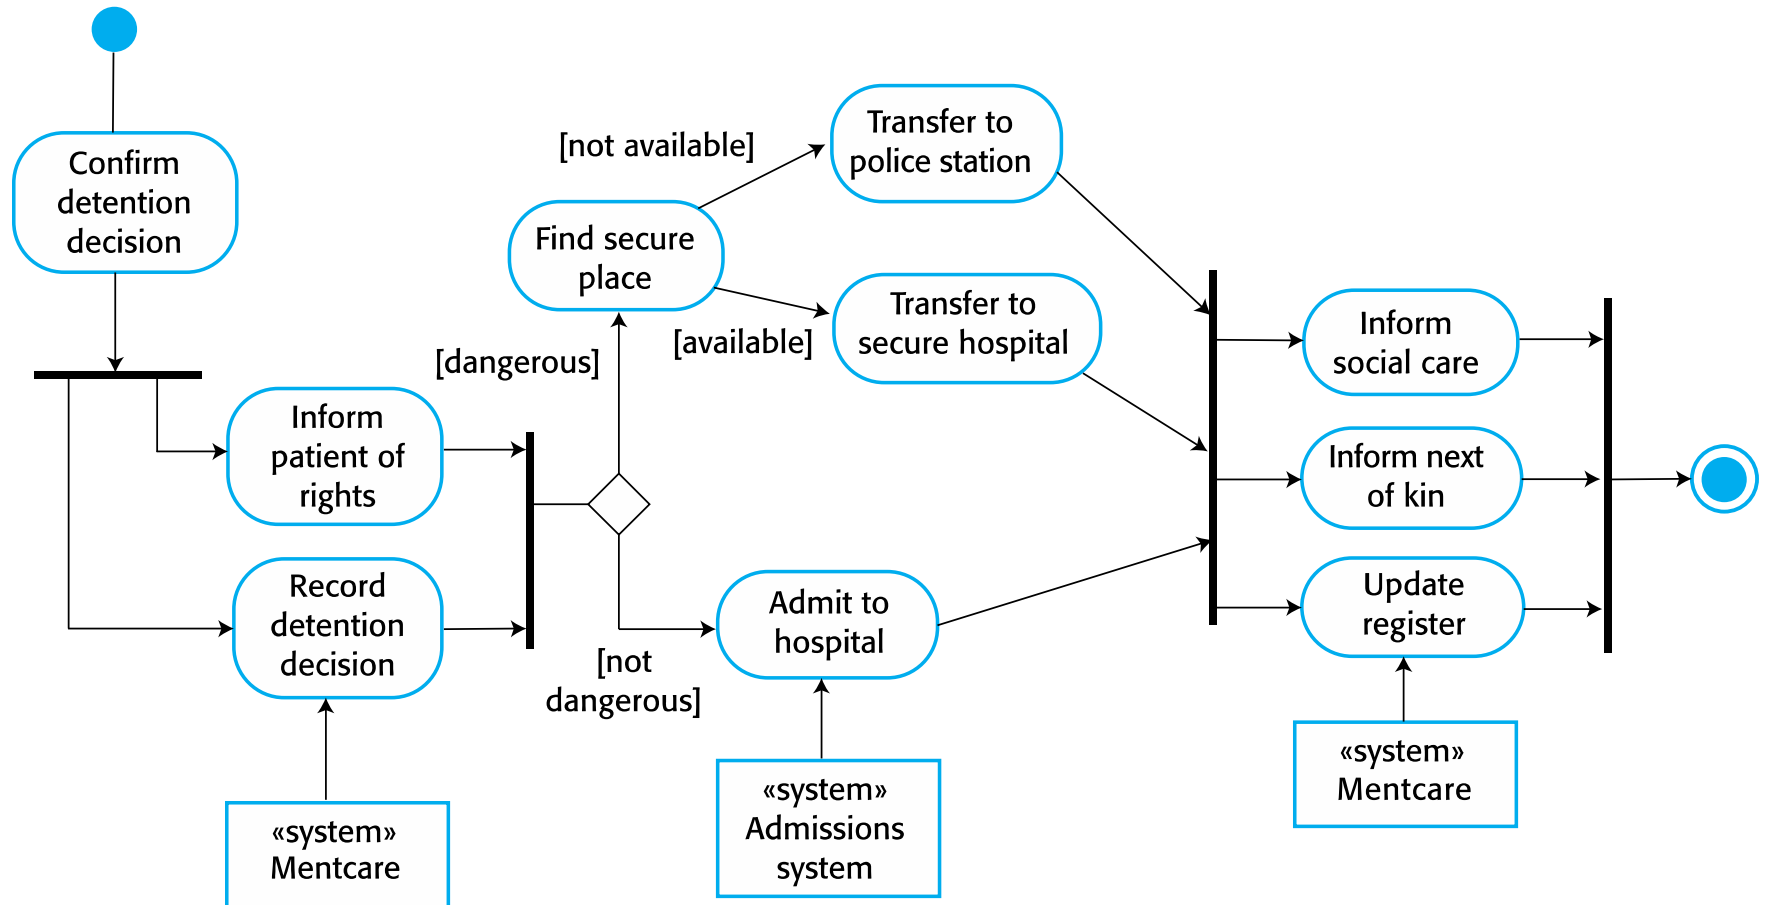 Confirm
detention
decision
Inform
patient of
rights
Record
detention
decision
«system»
Mentcare
[dangerous]
[not
dangerous]
Find secure
place
[not available]
[available]
Transfer to
police station
Transfer to
secure hospital
Admit to
hospital
«system»
Admissions
system
Inform
social care
Inform next
of kin
Update
register
«system»
Mentcare